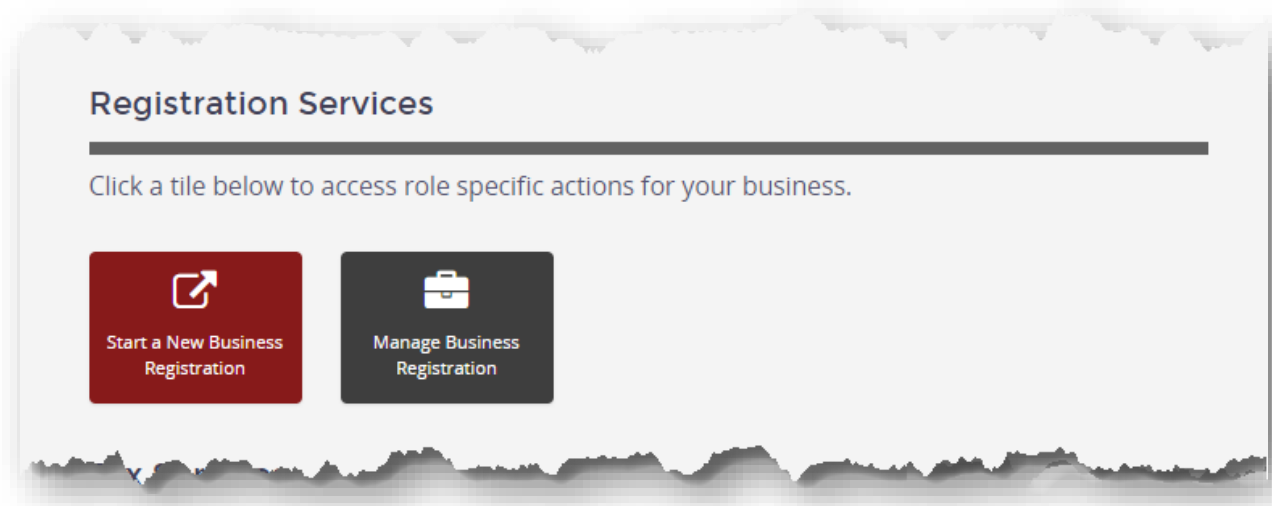 Registration Services
Click a tile below to access role specific actions for your business.
Start a New Business
Registration
Manage Business
Registration